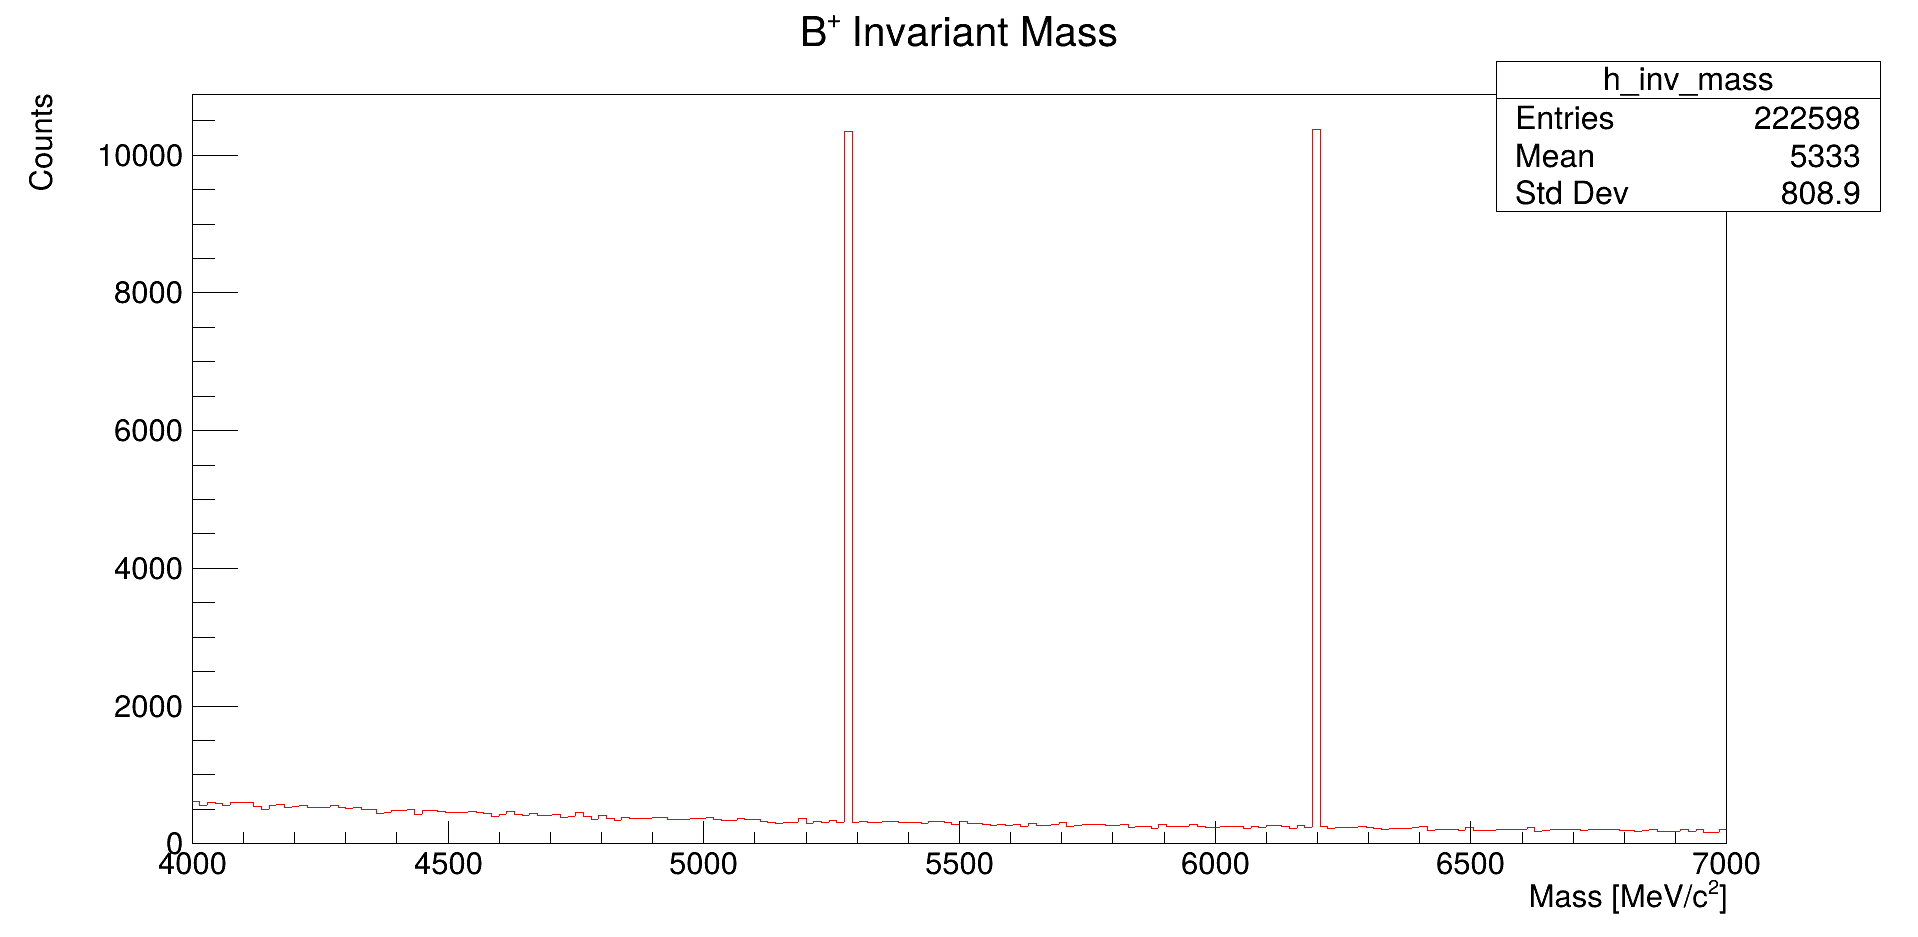 B⁺ Invariant Mass
h_inv_mass
Entries 222598
Mean 5333
Std Dev 808.9
Counts
10000
8000
6000
4000
2000
0
4000 4500 5000 5500 6000 6500 7000
Mass [MeV/c²]